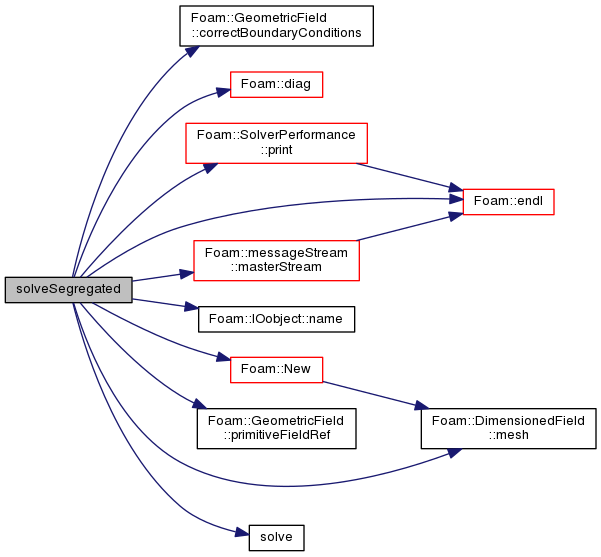 Foam::GeometricField
::correctBoundaryConditions
Foam::diag
Foam::SolverPerformance
::print
Foam::endl
Foam::messageStream
::masterStream
solveSegregated
Foam::IOobject::name
Foam::New
Foam::GeometricField
::primitiveFieldRef
Foam::DimensionedField
::mesh
solve